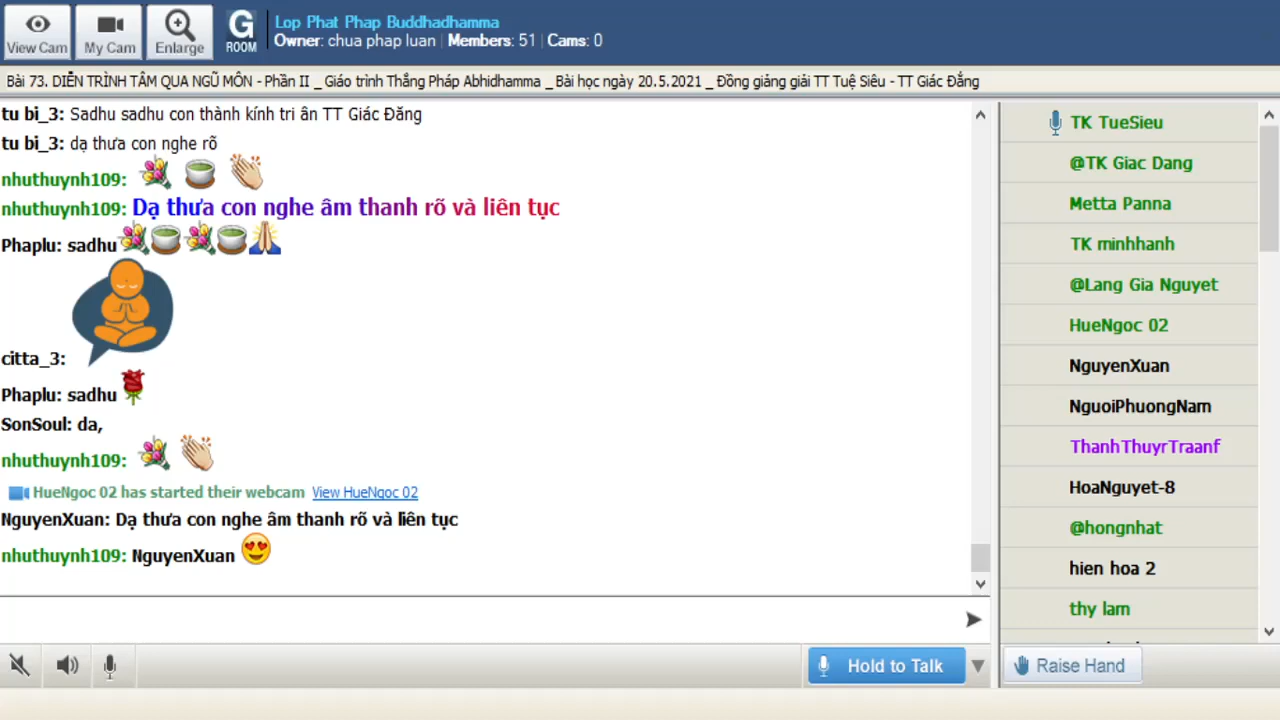 View Cam
My Cam
Enlarge
G
ROOM
Lop Phat Phap Buddhadhamma
Owner: chua phap luan | Members: 51 | Cams: 0
Bài 73. DIỄN TRÌNH TÂM QUA NGŨ MÔN - Phần II _ Giáo trình Thắng Pháp Abhidhamma _ Bài học ngày 20.5.2021 _ Đồng giảng giải TT Tuệ Siêu - TT Giác Đẳng
tu bi_3: Sadhu sadhu con thành kính tri ân TT Giác Đăng
tu bi_3: dạ thưa con nghe rõ
nhuthuynh109:
nhuthuynh109: Dạ thưa con nghe âm thanh rõ và liên tục
Phaplu: sadhu
citta_3:
Phaplu: sadhu
SonSoul: da,
nhuthuynh109:
HueNgoc 02 has started their webcam View HueNgoc 02
NguyenXuan: Dạ thưa con nghe âm thanh rõ và liên tục
nhuthuynh109: NguyenXuan
Hold to Talk
TK TueSieu
@TK Giac Dang
Metta Panna
TK minhhanh
@Lang Gia Nguyet
HueNgoc 02
NguyenXuan
NguoiPhuongNam
ThanhThuyrTraanf
HoaNguyet-8
@hongnhat
hien hoa 2
thy lam
Raise Hand